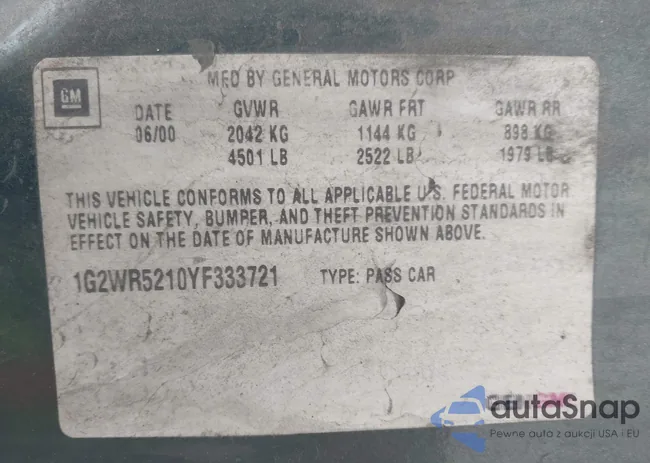 MFD BY GENERAL MOTORS CORP
GM
DATE GVWR GAWR FRT GAWR RR
06/00 2042 KG 1144 KG 898 KG
4501 LB 2522 LB 1979 LB
THIS VEHICLE CONFORMS TO ALL APPLICABLE U.S. FEDERAL MOTOR
VEHICLE SAFETY, BUMPER, AND THEFT PREVENTION STANDARDS IN
EFFECT ON THE DATE OF MANUFACTURE SHOWN ABOVE.
1G2WR5210YF333721 TYPE: PASS CAR
autaSnap
Pewne auto z aukcji USA i EU